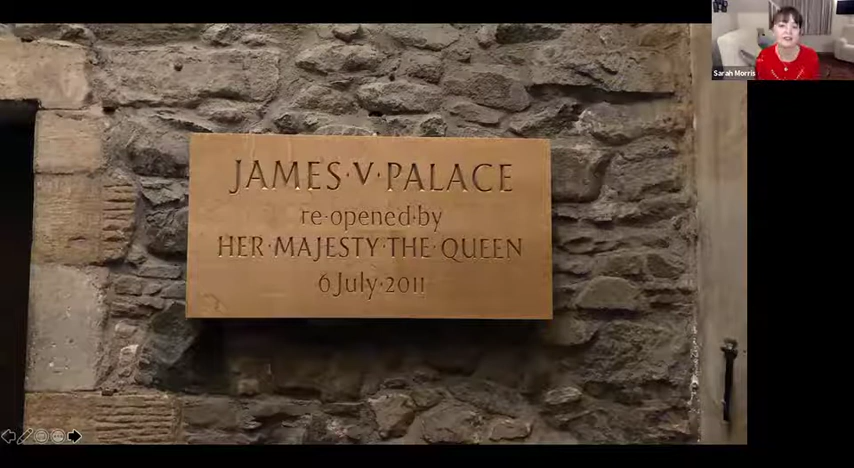 JAMES·V·PALACE
re·opened·by
HER·MAJESTY·THE·QUEEN
6·July·2011
Sarah Morris